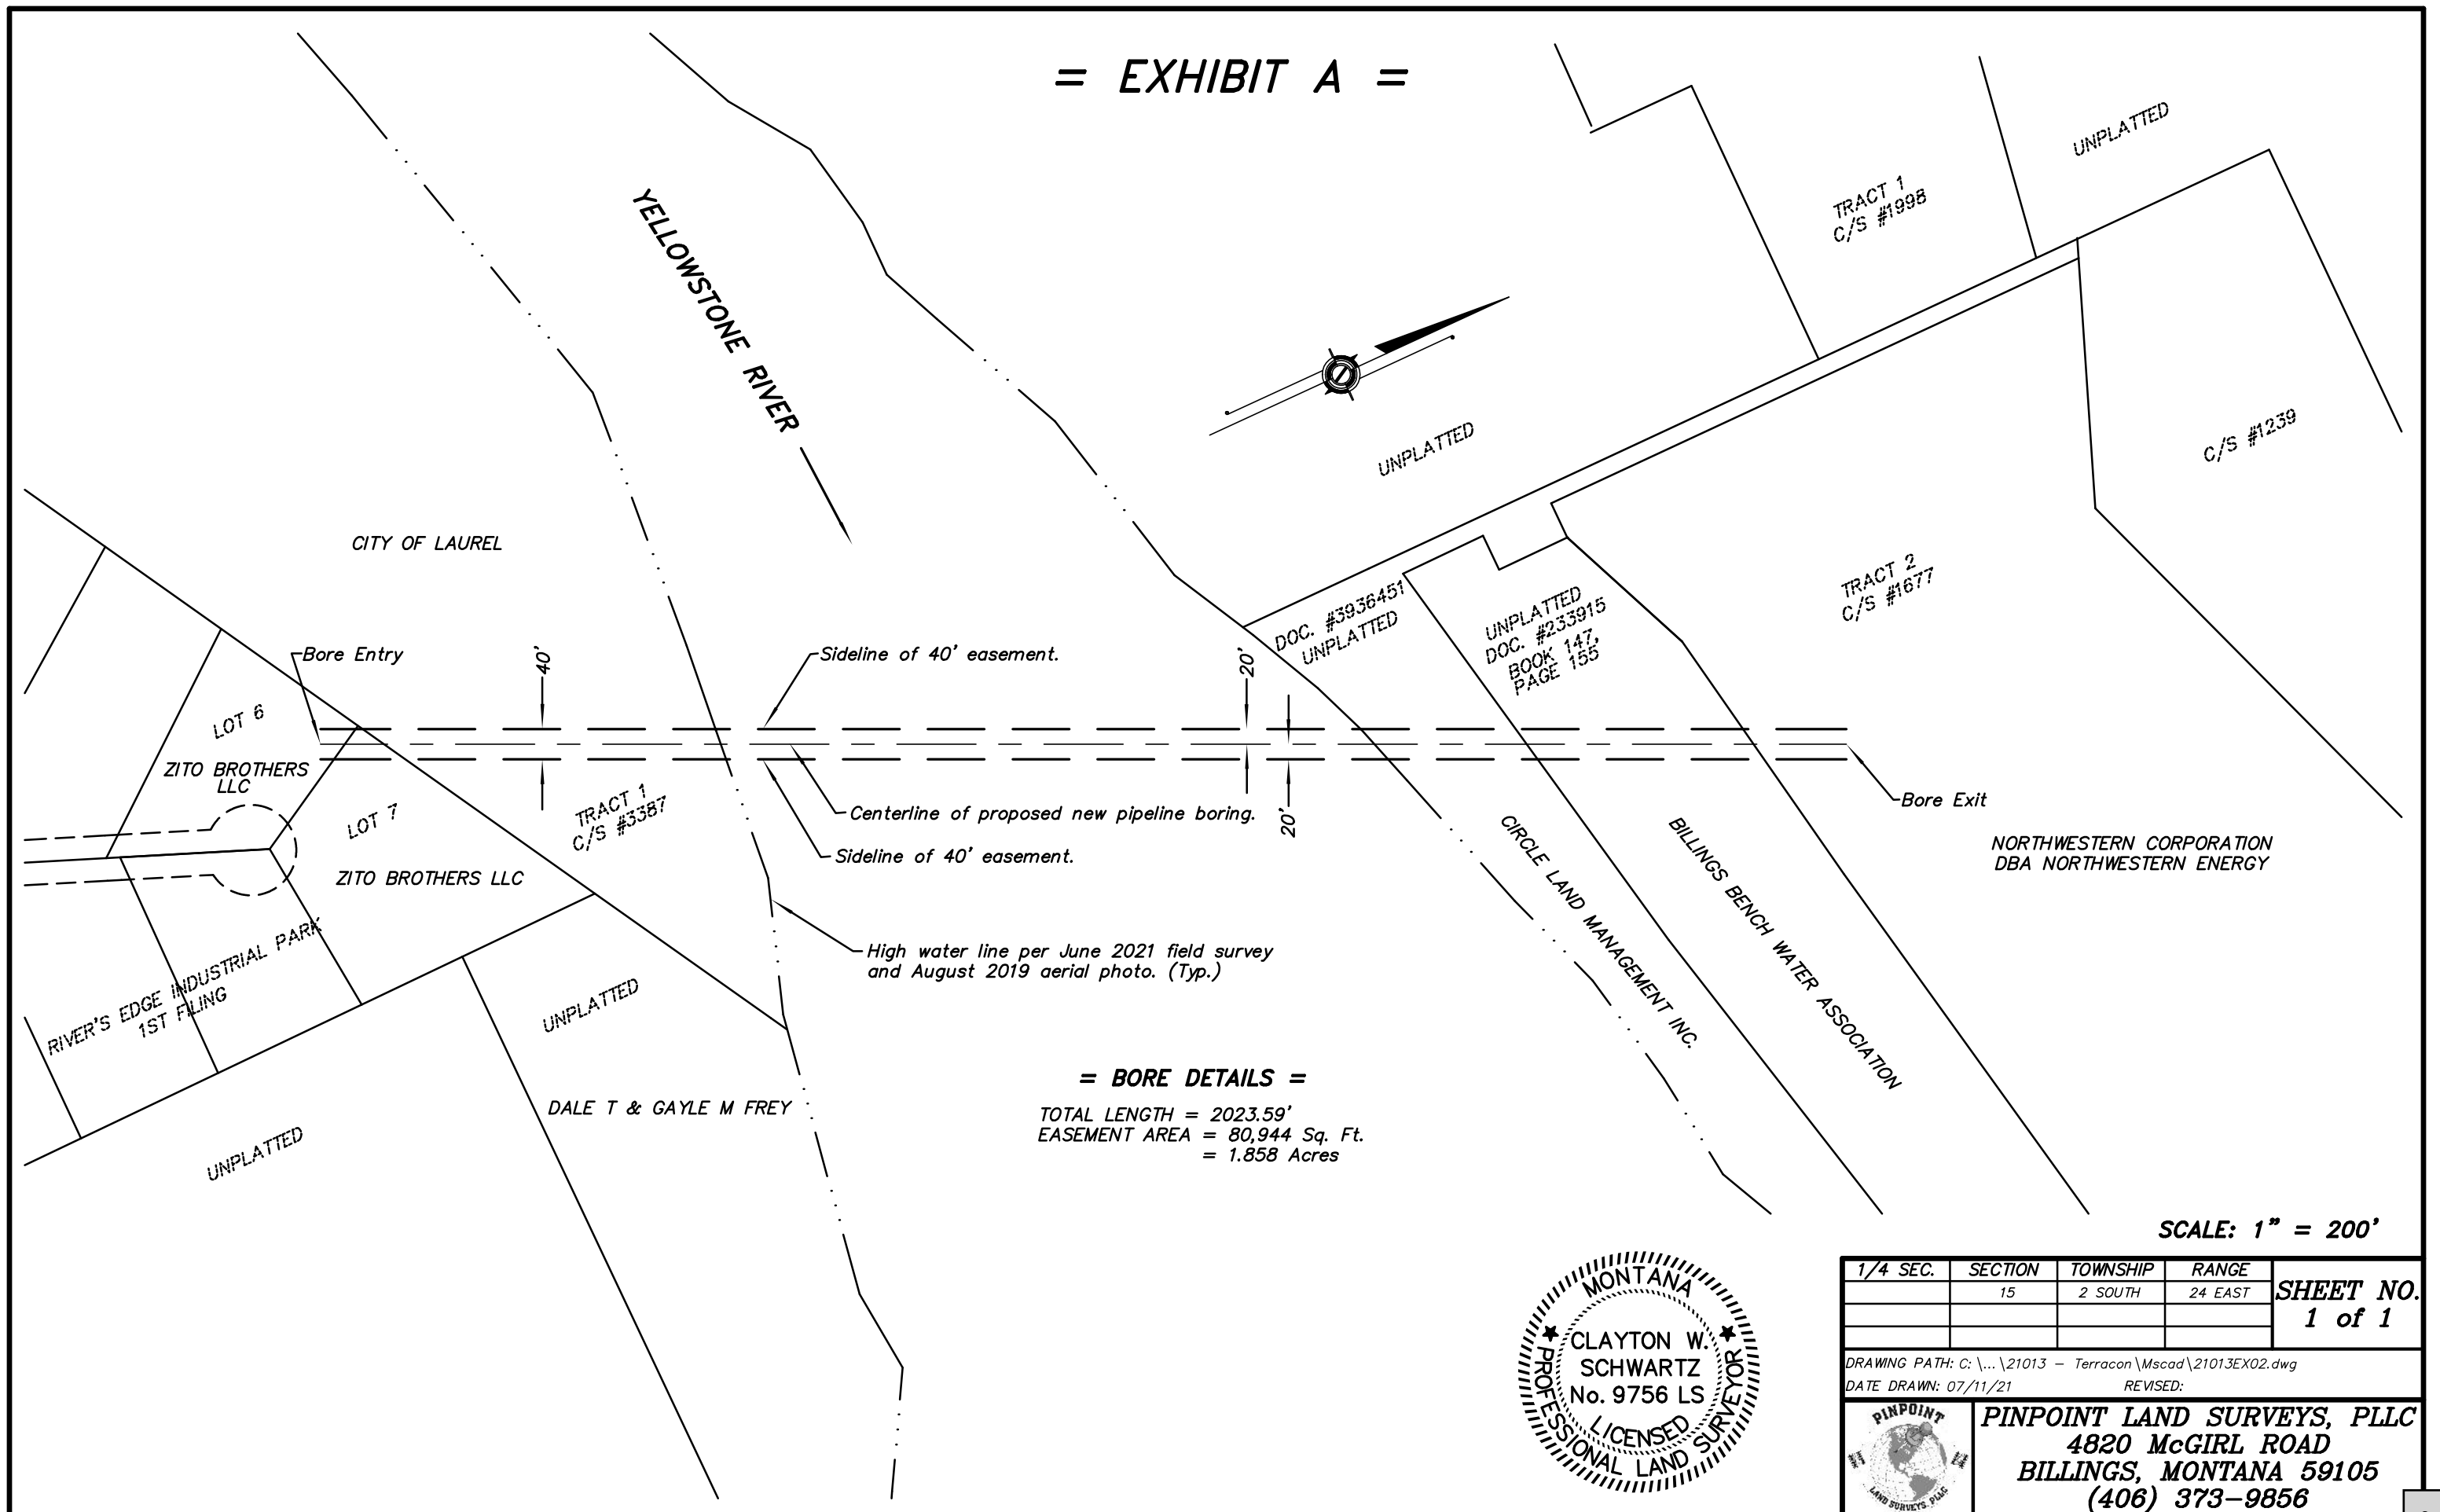 = EXHIBIT A =
UNPLATTED
TRACT 1
C/S #1998
YELLOWSTONE RIVER
UNPLATTED
C/S #1239
CITY OF LAUREL
TRACT 2
C/S #1677
DOC. #3936451
UNPLATTED
UNPLATTED
DOC. #233915
BOOK 147,
PAGE 155
Bore Entry
40'
Sideline of 40' easement.
20'
LOT 6
ZITO BROTHERS
LLC
LOT 7
TRACT 1
C/S #3387
Centerline of proposed new pipeline boring.
20'
Bore Exit
Sideline of 40' easement.
ZITO BROTHERS LLC
NORTHWESTERN CORPORATION
DBA NORTHWESTERN ENERGY
CIRCLE LAND MANAGEMENT INC.
BILLINGS BENCH WATER ASSOCIATION
RIVER'S EDGE INDUSTRIAL PARK
1ST FILING
High water line per June 2021 field survey
and August 2019 aerial photo. (Typ.)
UNPLATTED
DALE T & GAYLE M FREY
UNPLATTED
= BORE DETAILS =
TOTAL LENGTH = 2023.59'
EASEMENT AREA = 80,944 Sq. Ft.
= 1.858 Acres
SCALE: 1" = 200'
MONTANA
CLAYTON W.
SCHWARTZ
No. 9756 LS
LICENSED
PROFESSIONAL LAND SURVEYOR
1/4 SEC. SECTION TOWNSHIP RANGE
15 2 SOUTH 24 EAST
SHEET NO.
1 of 1
DRAWING PATH: C:\...\21013 - Terracon\Mscad\21013EX02.dwg
DATE DRAWN: 07/11/21 REVISED:
PINPOINT
LAND SURVEYS, PLLC
PINPOINT LAND SURVEYS, PLLC
4820 McGIRL ROAD
BILLINGS, MONTANA 59105
(406) 373-9856